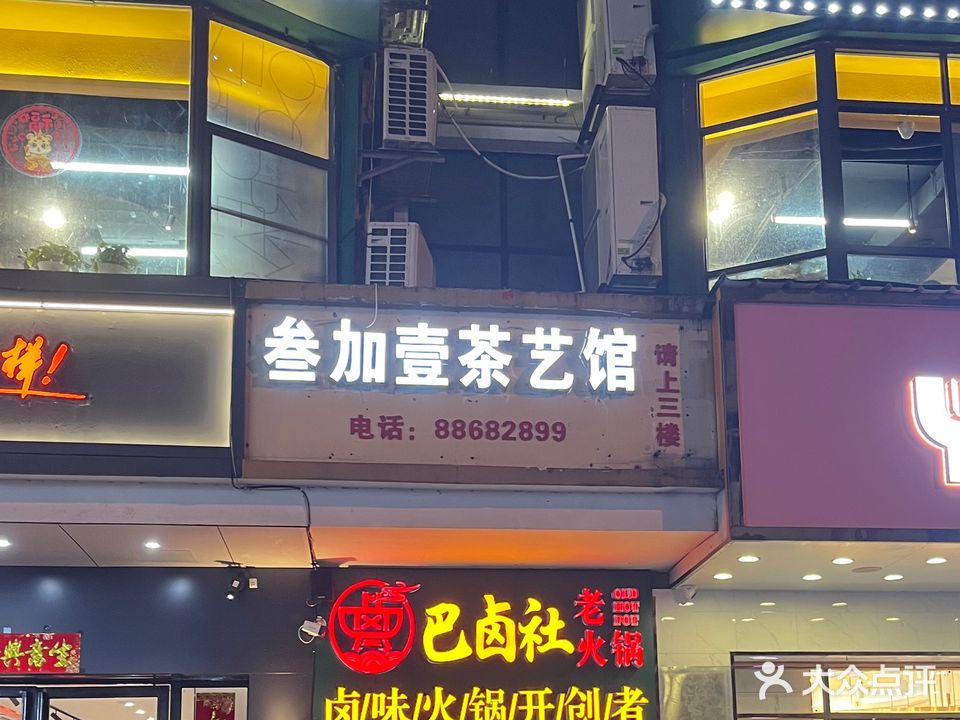 样!
叁加壹茶艺馆
请上三楼
电话：88682899
巴卤社
老火锅
OLD
HOT
POT
卤/味/火/锅/开/创/者
大众点评